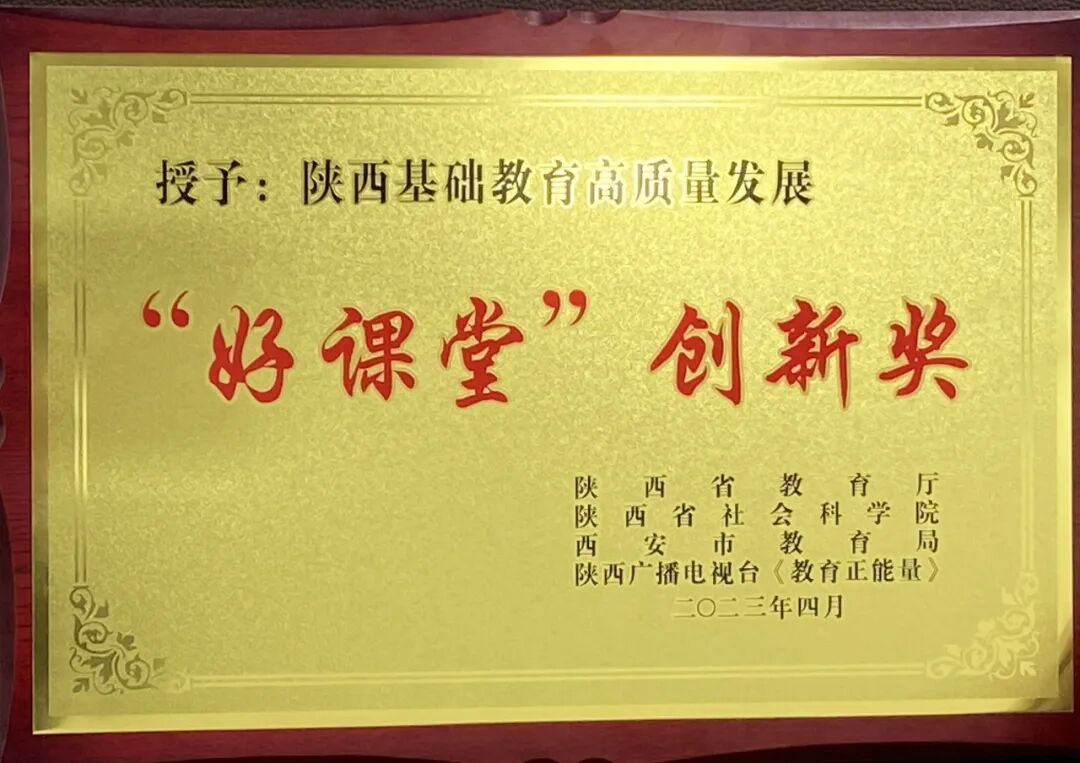 授予：陕西基础教育高质量发展
“好课堂”创新奖
陕西省教育厅
陕西省社会科学院
西安市教育局
陕西广播电视台《教育正能量》
二〇二三年四月